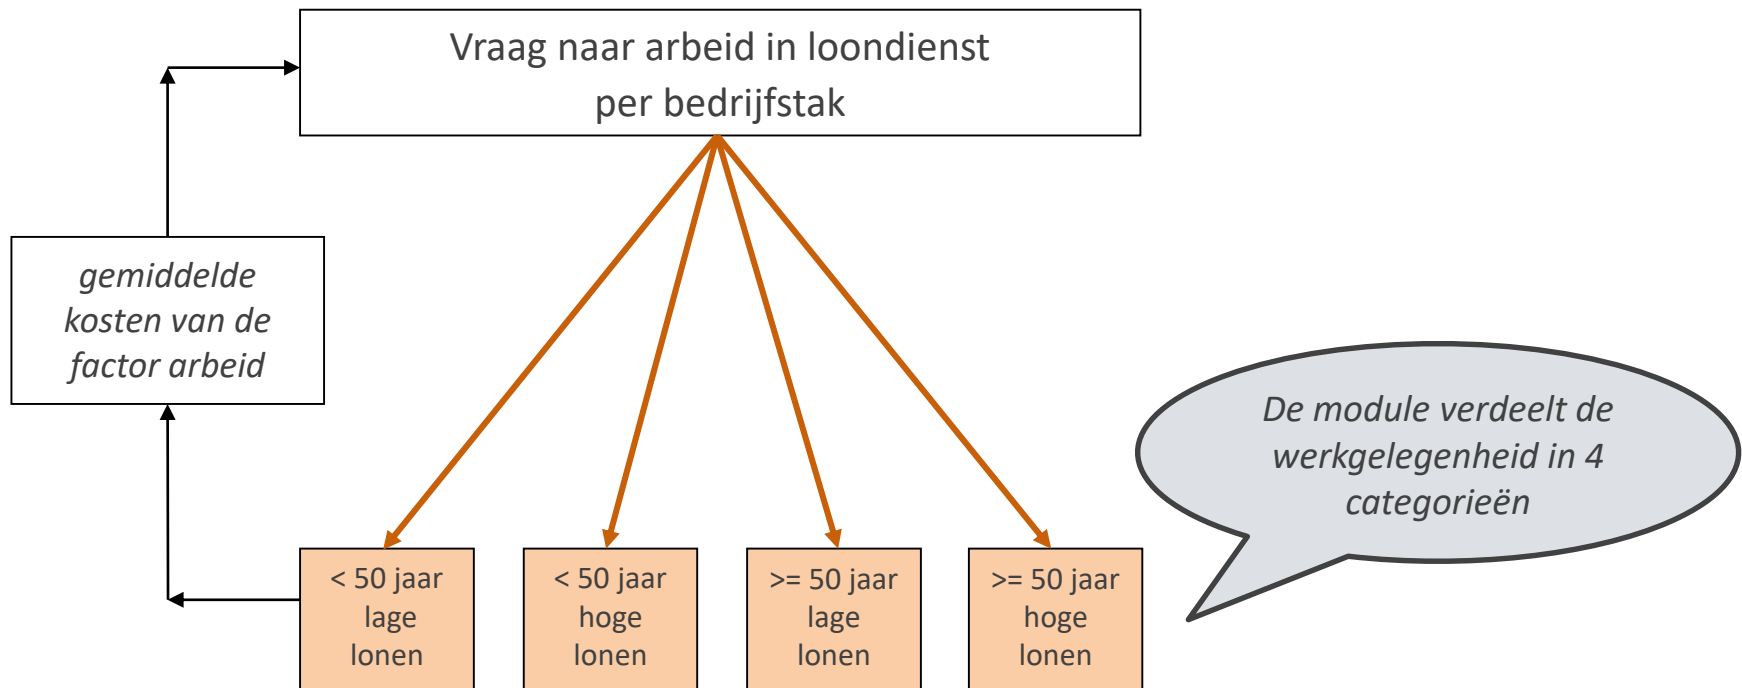 Vraag naar arbeid in loondienst
per bedrijfstak
gemiddelde
kosten van de
factor arbeid
De module verdeelt de
werkgelegenheid in 4
categorieën
< 50 jaar
lage
lonen
< 50 jaar
hoge
lonen
>= 50 jaar
lage
lonen
>= 50 jaar
hoge
lonen